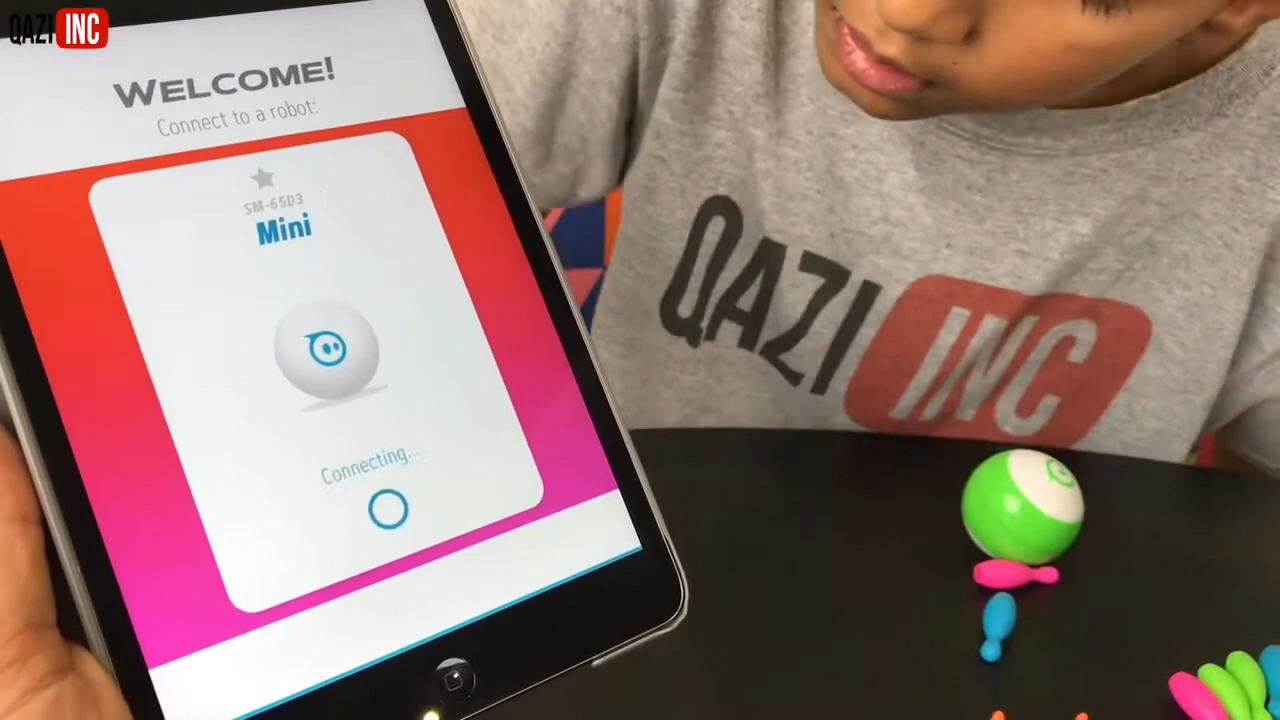 QAZI INC
WELCOME!
Connect to a robot:
SM-65D3
Mini
Connecting...
QAZI INC